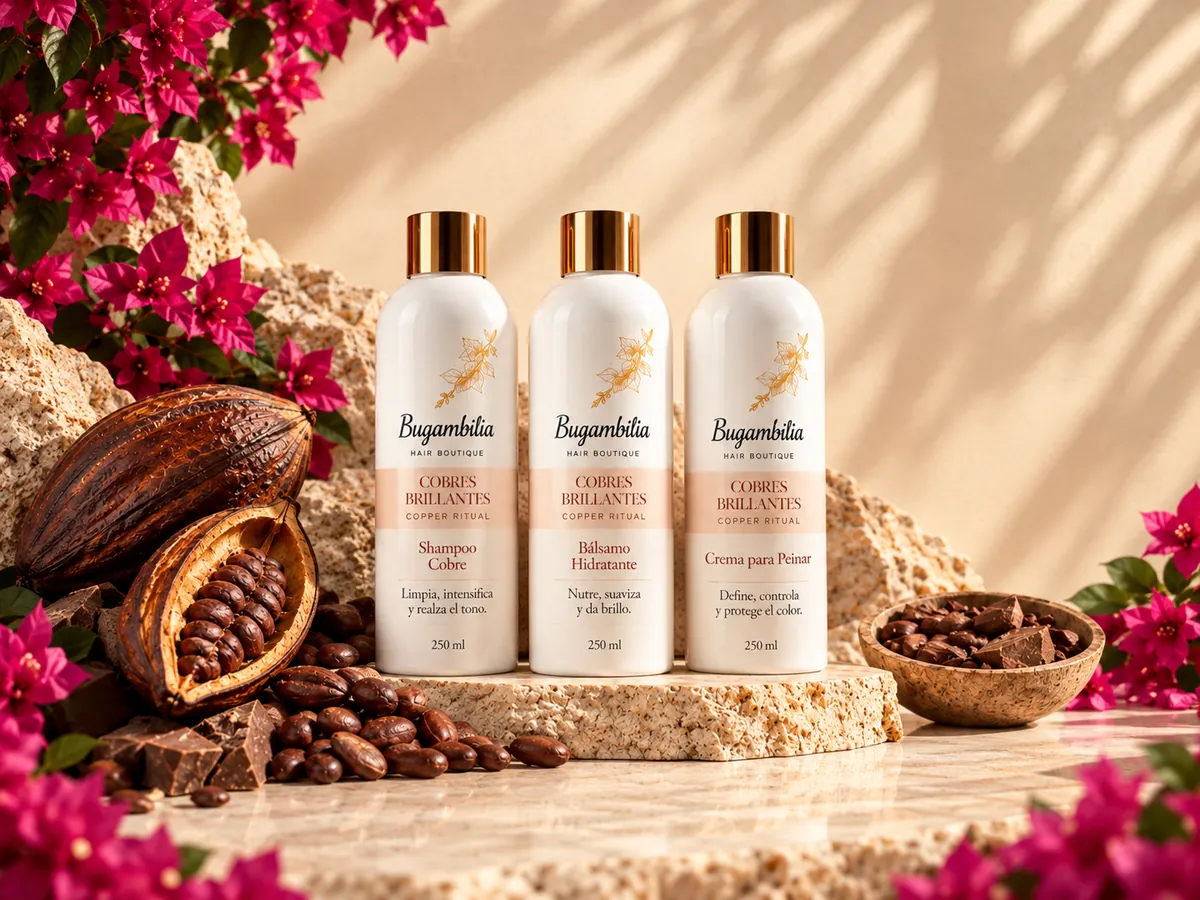 Bugambilia
HAIR BOUTIQUE
COBRES
BRILLANTES
COPPER RITUAL
Shampoo
Cobre
Limpia, intensifica
y realza el tono.
250 ml
Bugambilia
HAIR BOUTIQUE
COBRES
BRILLANTES
COPPER RITUAL
Bálsamo
Hidratante
Nutre, suaviza
y da brillo.
250 ml
Bugambilia
HAIR BOUTIQUE
COBRES
BRILLANTES
COPPER RITUAL
Crema para Peinar
Define, controla
y protege el color.
250 ml